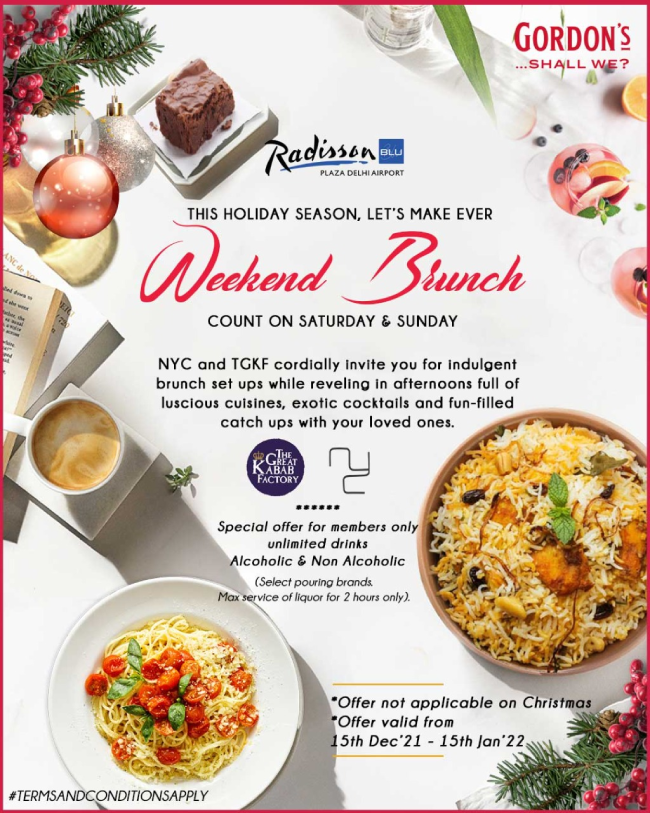 GORDON'S
...SHALL WE?
Radisson BLU
PLAZA DELHI AIRPORT
THIS HOLIDAY SEASON, LET'S MAKE EVER
Weekend Brunch
COUNT ON SATURDAY & SUNDAY
NYC and TGKF cordially invite you for indulgent
brunch set ups while reveling in afternoons full of
luscious cuisines, exotic cocktails and fun-filled
catch ups with your loved ones.
THE
GREAT
KABAB
FACTORY
nyc
******
Special offer for members only
unlimited drinks
Alcoholic & Non Alcoholic
(Select pouring brands.
Max service of liquor for 2 hours only).
*Offer not applicable on Christmas
*Offer valid from
15th Dec'21 - 15th Jan'22
#TERMSANDCONDITIONSAPPLY